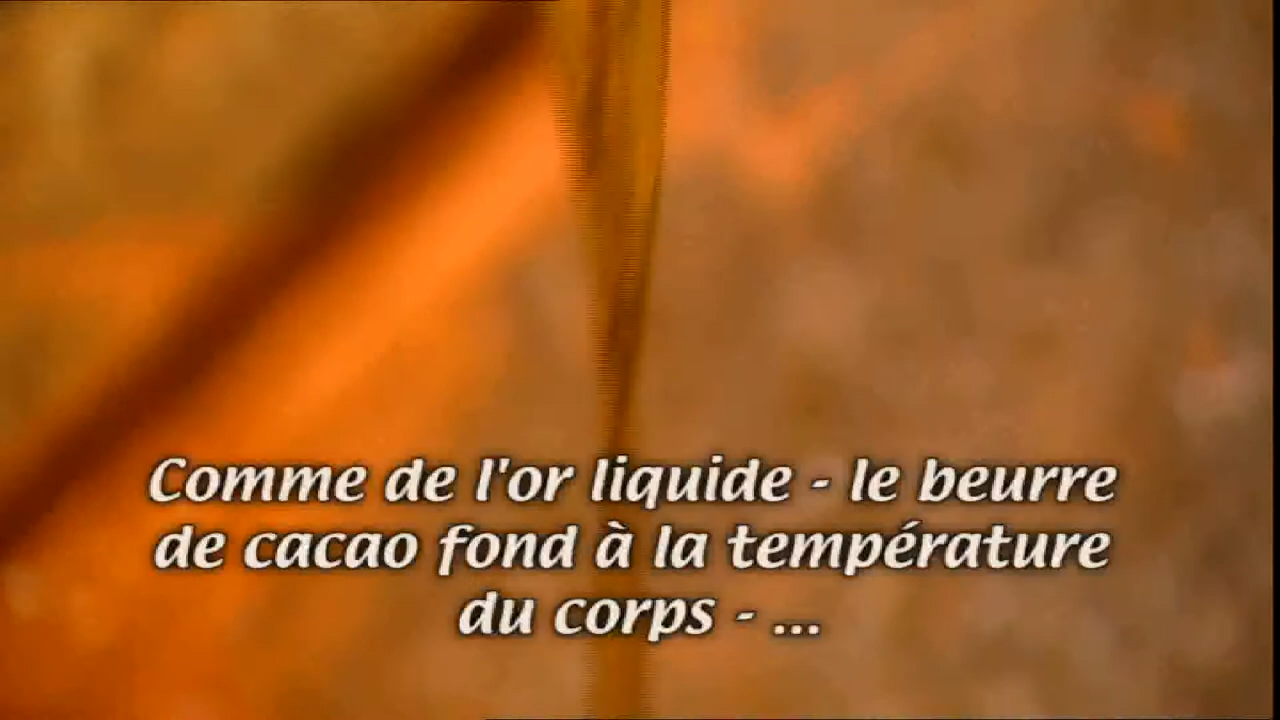 Comme de l'or liquide - le beurre
de cacao fond à la température
du corps - ...